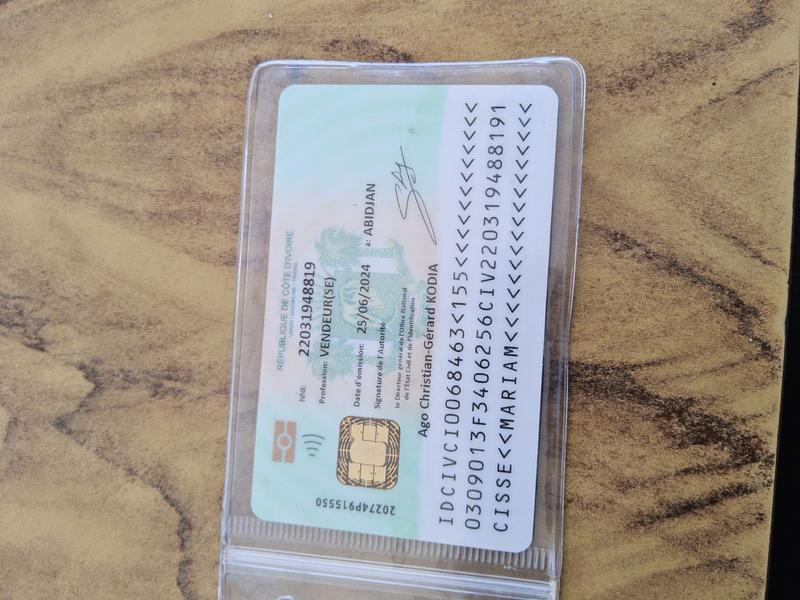 RÉPUBLIQUE DE CÔTE D'IVOIRE
NNI: 22031948819
Profession: VENDEUR(SE)
Date d'émission: 25/06/2024 à: ABIDJAN
Signature de l'Autorité
Le Directeur général de l'Office National
de l'Etat Civil et de l'Identification
Ago Christian-Gérard KODIA
20274P915550
IDCIVCI0068463<155<<<<<<<<<<<<
0309013F3406256CIV220319488191
CISSE<<MARIAM<<<<<<<<<<<<<<<<<